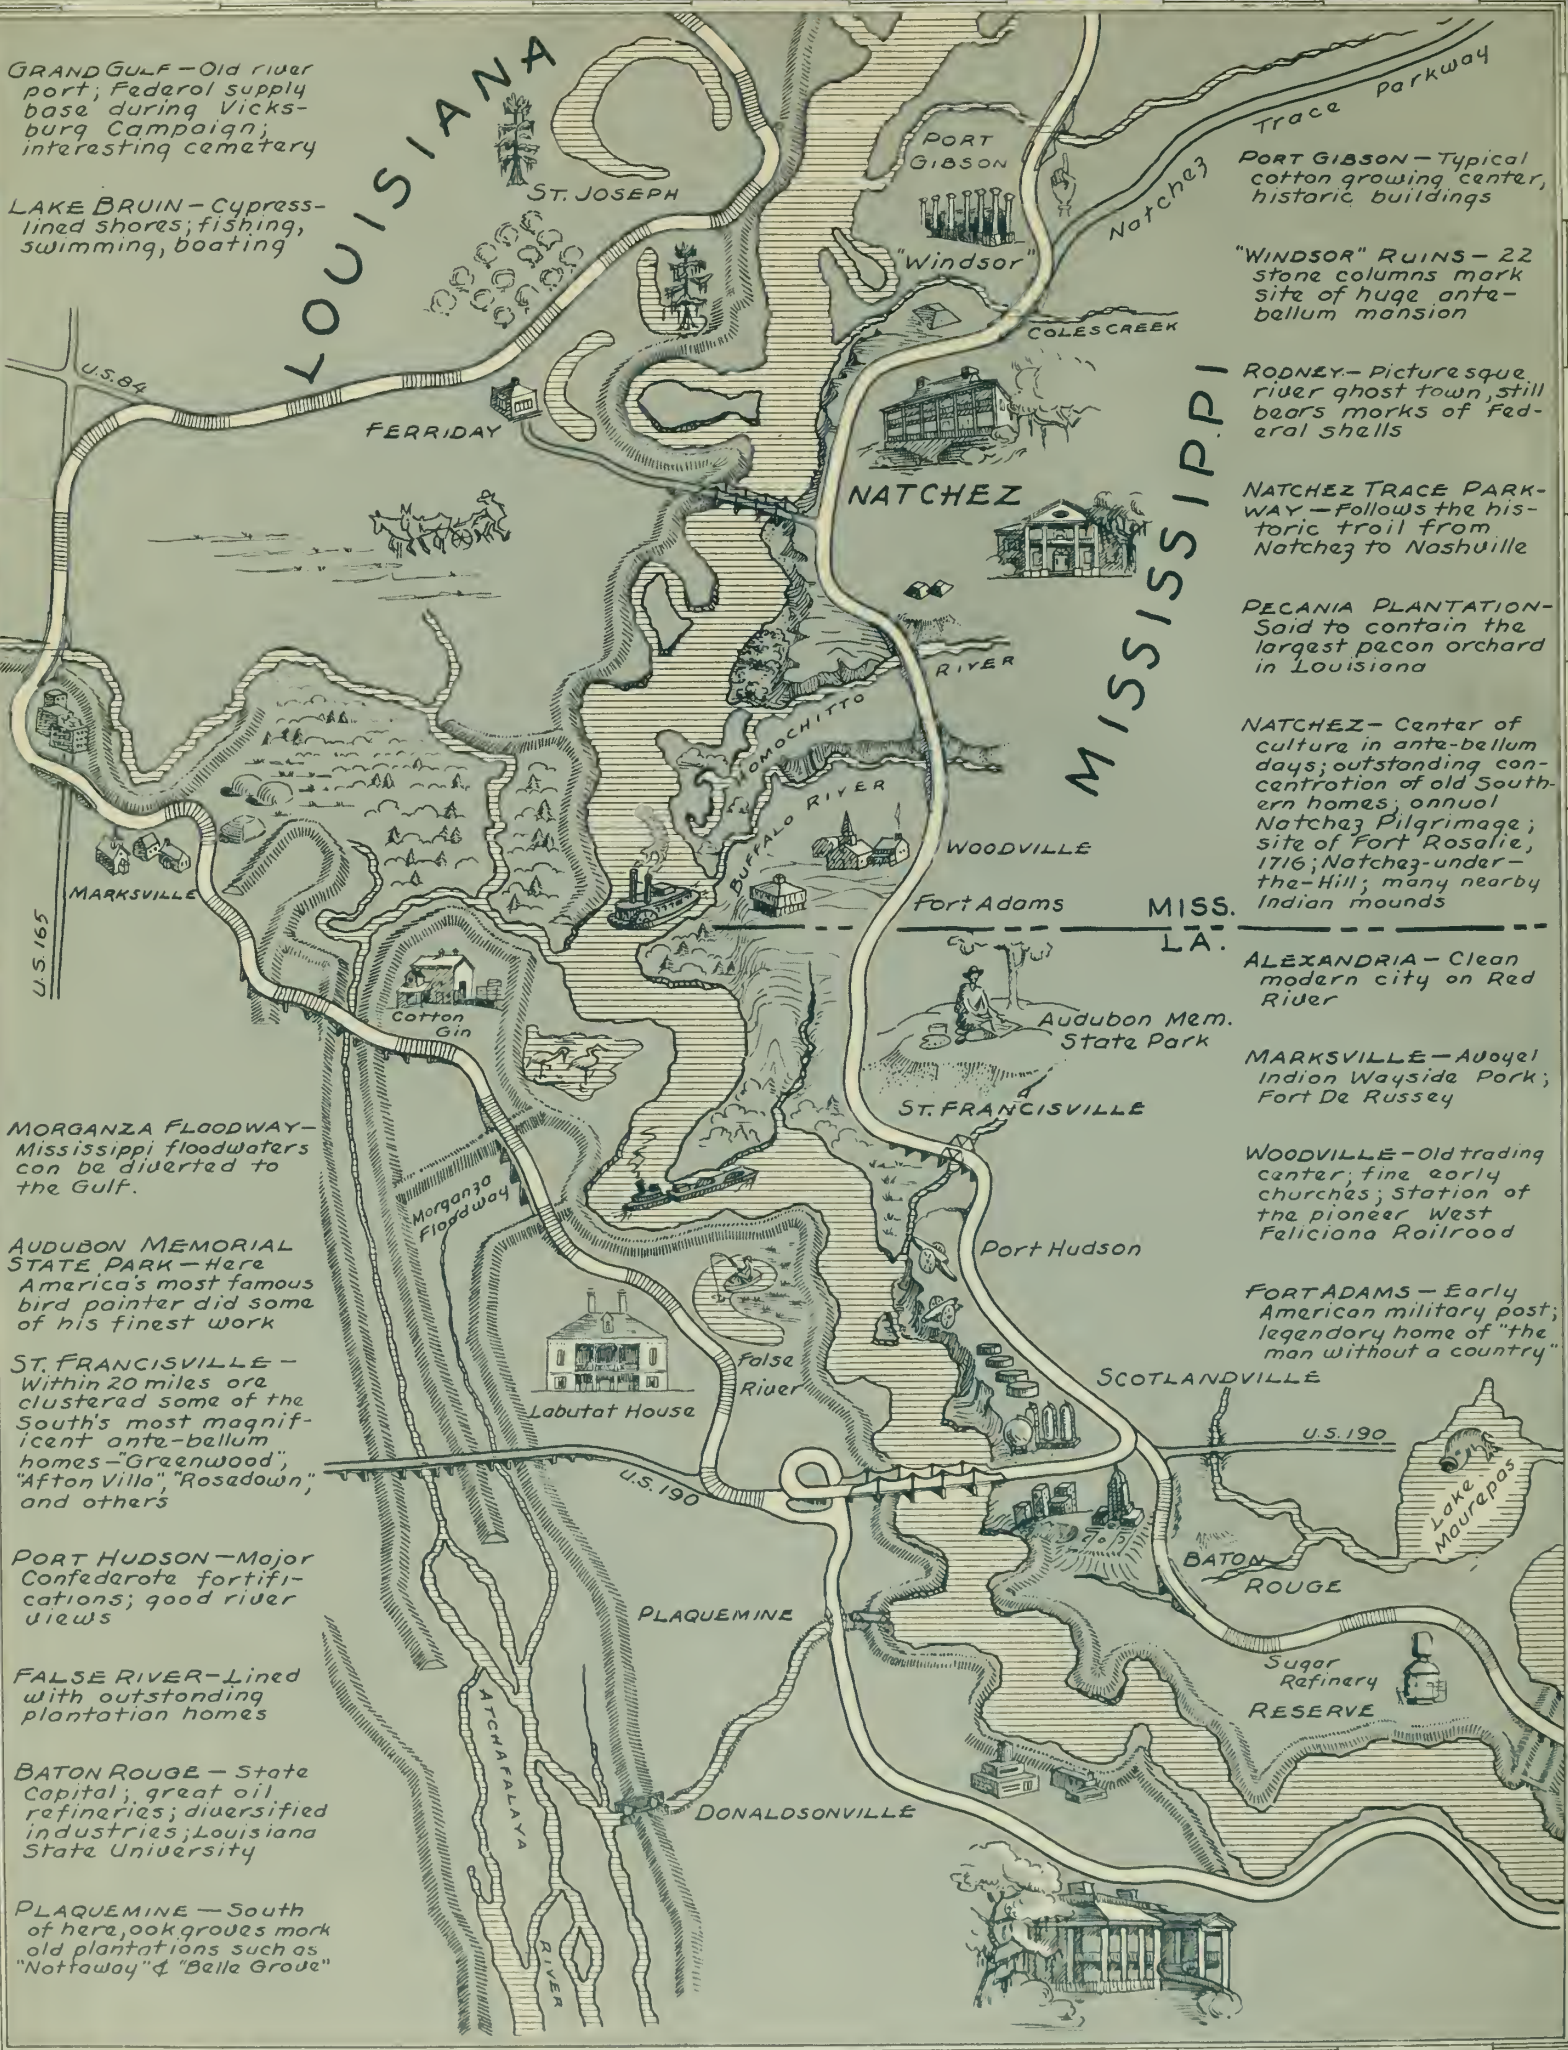 GRAND GULF — Old river
port; Federal supply
base during Vicks-
burg Campaign;
interesting cemetery
LAKE BRUIN — Cypress-
lined shores; fishing,
swimming, boating
LOUISIANA
ST. JOSEPH
PORT
GIBSON
"Windsor"
Natchez Trace Parkway
COLES CREEK
U.S. 84
FERRIDAY
NATCHEZ
MISSISSIPPI
PORT GIBSON — Typical
cotton growing center,
historic buildings
"WINDSOR" RUINS — 22
stone columns mark
site of huge ante-
bellum mansion
RODNEY — Picturesque
river ghost town, still
bears marks of Fed-
eral shells
NATCHEZ TRACE PARK-
WAY — Follows the his-
toric trail from
Natchez to Nashville
PECANIA PLANTATION —
Said to contain the
largest pecan orchard
in Louisiana
NATCHEZ — Center of
culture in ante-bellum
days; outstanding con-
centration of old South-
ern homes; annual
Natchez Pilgrimage;
site of Fort Rosalie,
1716; Natchez-under-
the-Hill; many nearby
Indian mounds
HOMOCHITTO RIVER
BUFFALO RIVER
WOODVILLE
Fort Adams
MISS.
LA.
MARKSVILLE
U.S. 165
Cotton
Gin
Audubon Mem.
State Park
ST. FRANCISVILLE
ALEXANDRIA — Clean
modern city on Red
River
MARKSVILLE — Avoyel
Indian Wayside Park;
Fort De Russey
WOODVILLE — Old trading
center; fine early
churches; Station of
the pioneer West
Feliciana Railroad
FORT ADAMS — Early
American military post;
legendary home of "the
man without a country"
MORGANZA FLOODWAY —
Mississippi floodwaters
can be diverted to
the Gulf.
AUDUBON MEMORIAL
STATE PARK — Here
America's most famous
bird painter did some
of his finest work
ST. FRANCISVILLE —
Within 20 miles are
clustered some of the
South's most magnif-
icent ante-bellum
homes — "Greenwood",
"Afton Villa", "Rosedown",
and others
PORT HUDSON — Major
Confederate fortifi-
cations; good river
views
FALSE RIVER — Lined
with outstanding
plantation homes
BATON ROUGE — State
Capital; great oil
refineries; diversified
industries; Louisiana
State University
PLAQUEMINE — South
of here, oak groves mark
old plantations such as
"Nottaway" & "Belle Grove"
Morganza
Floodway
Port Hudson
False
River
Labutat House
SCOTLANDVILLE
U.S. 190
U.S. 190
Lake
Maurepas
BATON
ROUGE
PLAQUEMINE
Sugar
Refinery
RESERVE
ATCHAFALAYA
RIVER
DONALDSONVILLE